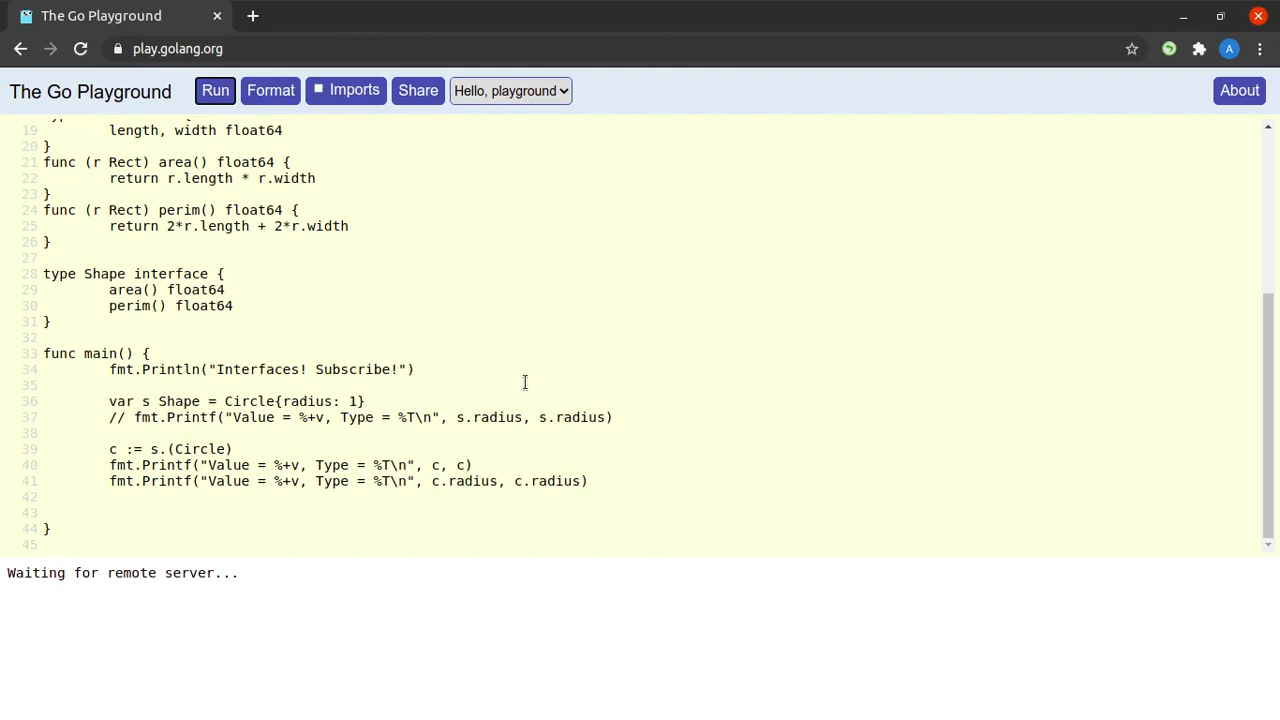 The Go Playground
play.golang.org
A
The Go Playground Run Format Imports Share Hello, playground About
19 length, width float64
20 }
21 func (r Rect) area() float64 {
22 return r.length * r.width
23 }
24 func (r Rect) perim() float64 {
25 return 2*r.length + 2*r.width
26 }
27
28 type Shape interface {
29 area() float64
30 perim() float64
31 }
32
33 func main() {
34 fmt.Println("Interfaces! Subscribe!")
35
36 var s Shape = Circle{radius: 1}
37 // fmt.Printf("Value = %+v, Type = %T\n", s.radius, s.radius)
38
39 c := s.(Circle)
40 fmt.Printf("Value = %+v, Type = %T\n", c, c)
41 fmt.Printf("Value = %+v, Type = %T\n", c.radius, c.radius)
42
43
44 }
45
Waiting for remote server...